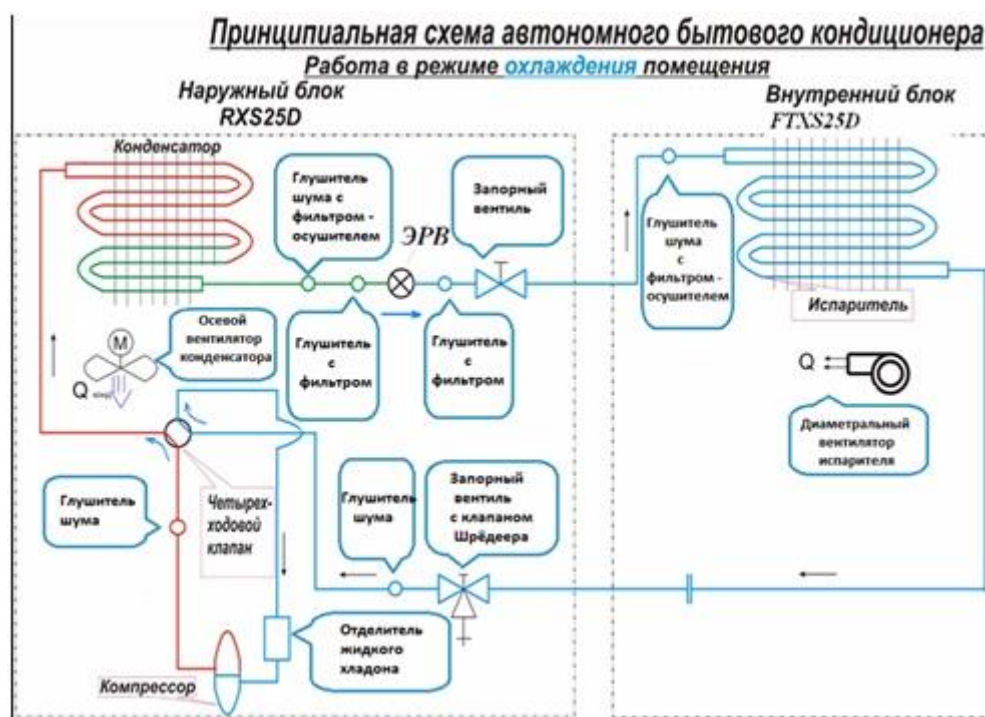 Принципиальная схема автономного бытового кондиционера
Работа в режиме охлаждения помещения
Наружный блок
RXS25D
Внутренний блок
FTXS25D
Конденсатор
Глушитель
шума с
фильтром -
осушителем
ЭРВ
Запорный
вентиль
Глушитель
шума
с
фильтром -
осушителем
Испаритель
Осевой
вентилятор
конденсатора
M
Q
Глушитель
с
фильтром
Глушитель
с
фильтром
Q
Диаметральный
вентилятор
испарителя
Глушитель
шума
Четырех-
ходовой
клапан
Глушитель
шума
Запорный
вентиль
с клапаном
Шрёдеера
Отделитель
жидкого
хладона
Компрессор